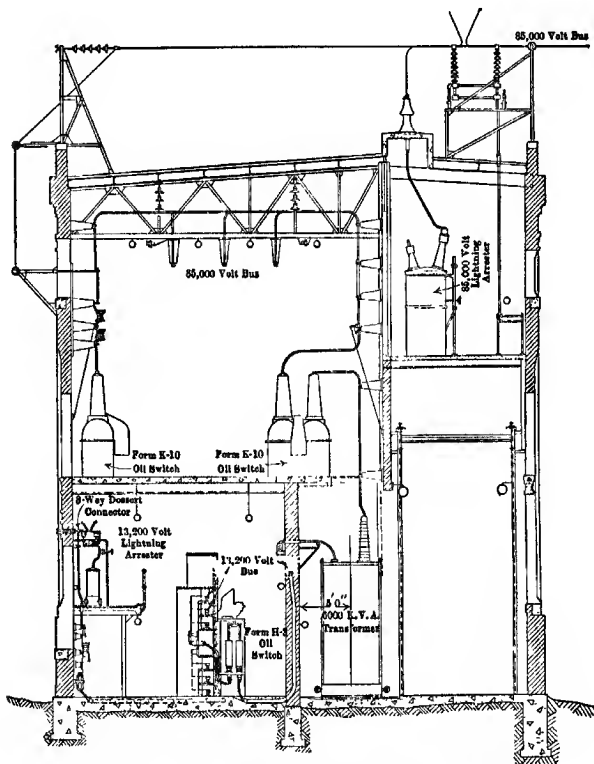 85,000 Volt Bus
85,000 Volt Bus
85,000 Volt
Lightning
Arrester
Form K-10
Oil Switch
Form K-10
Oil Switch
3-Way Dossert
Connector
13,200 Volt
Lightning
Arrester
13,200 Volt
Bus
Form H-3
Oil
Switch
5'0"
K.V.A.
Transformer